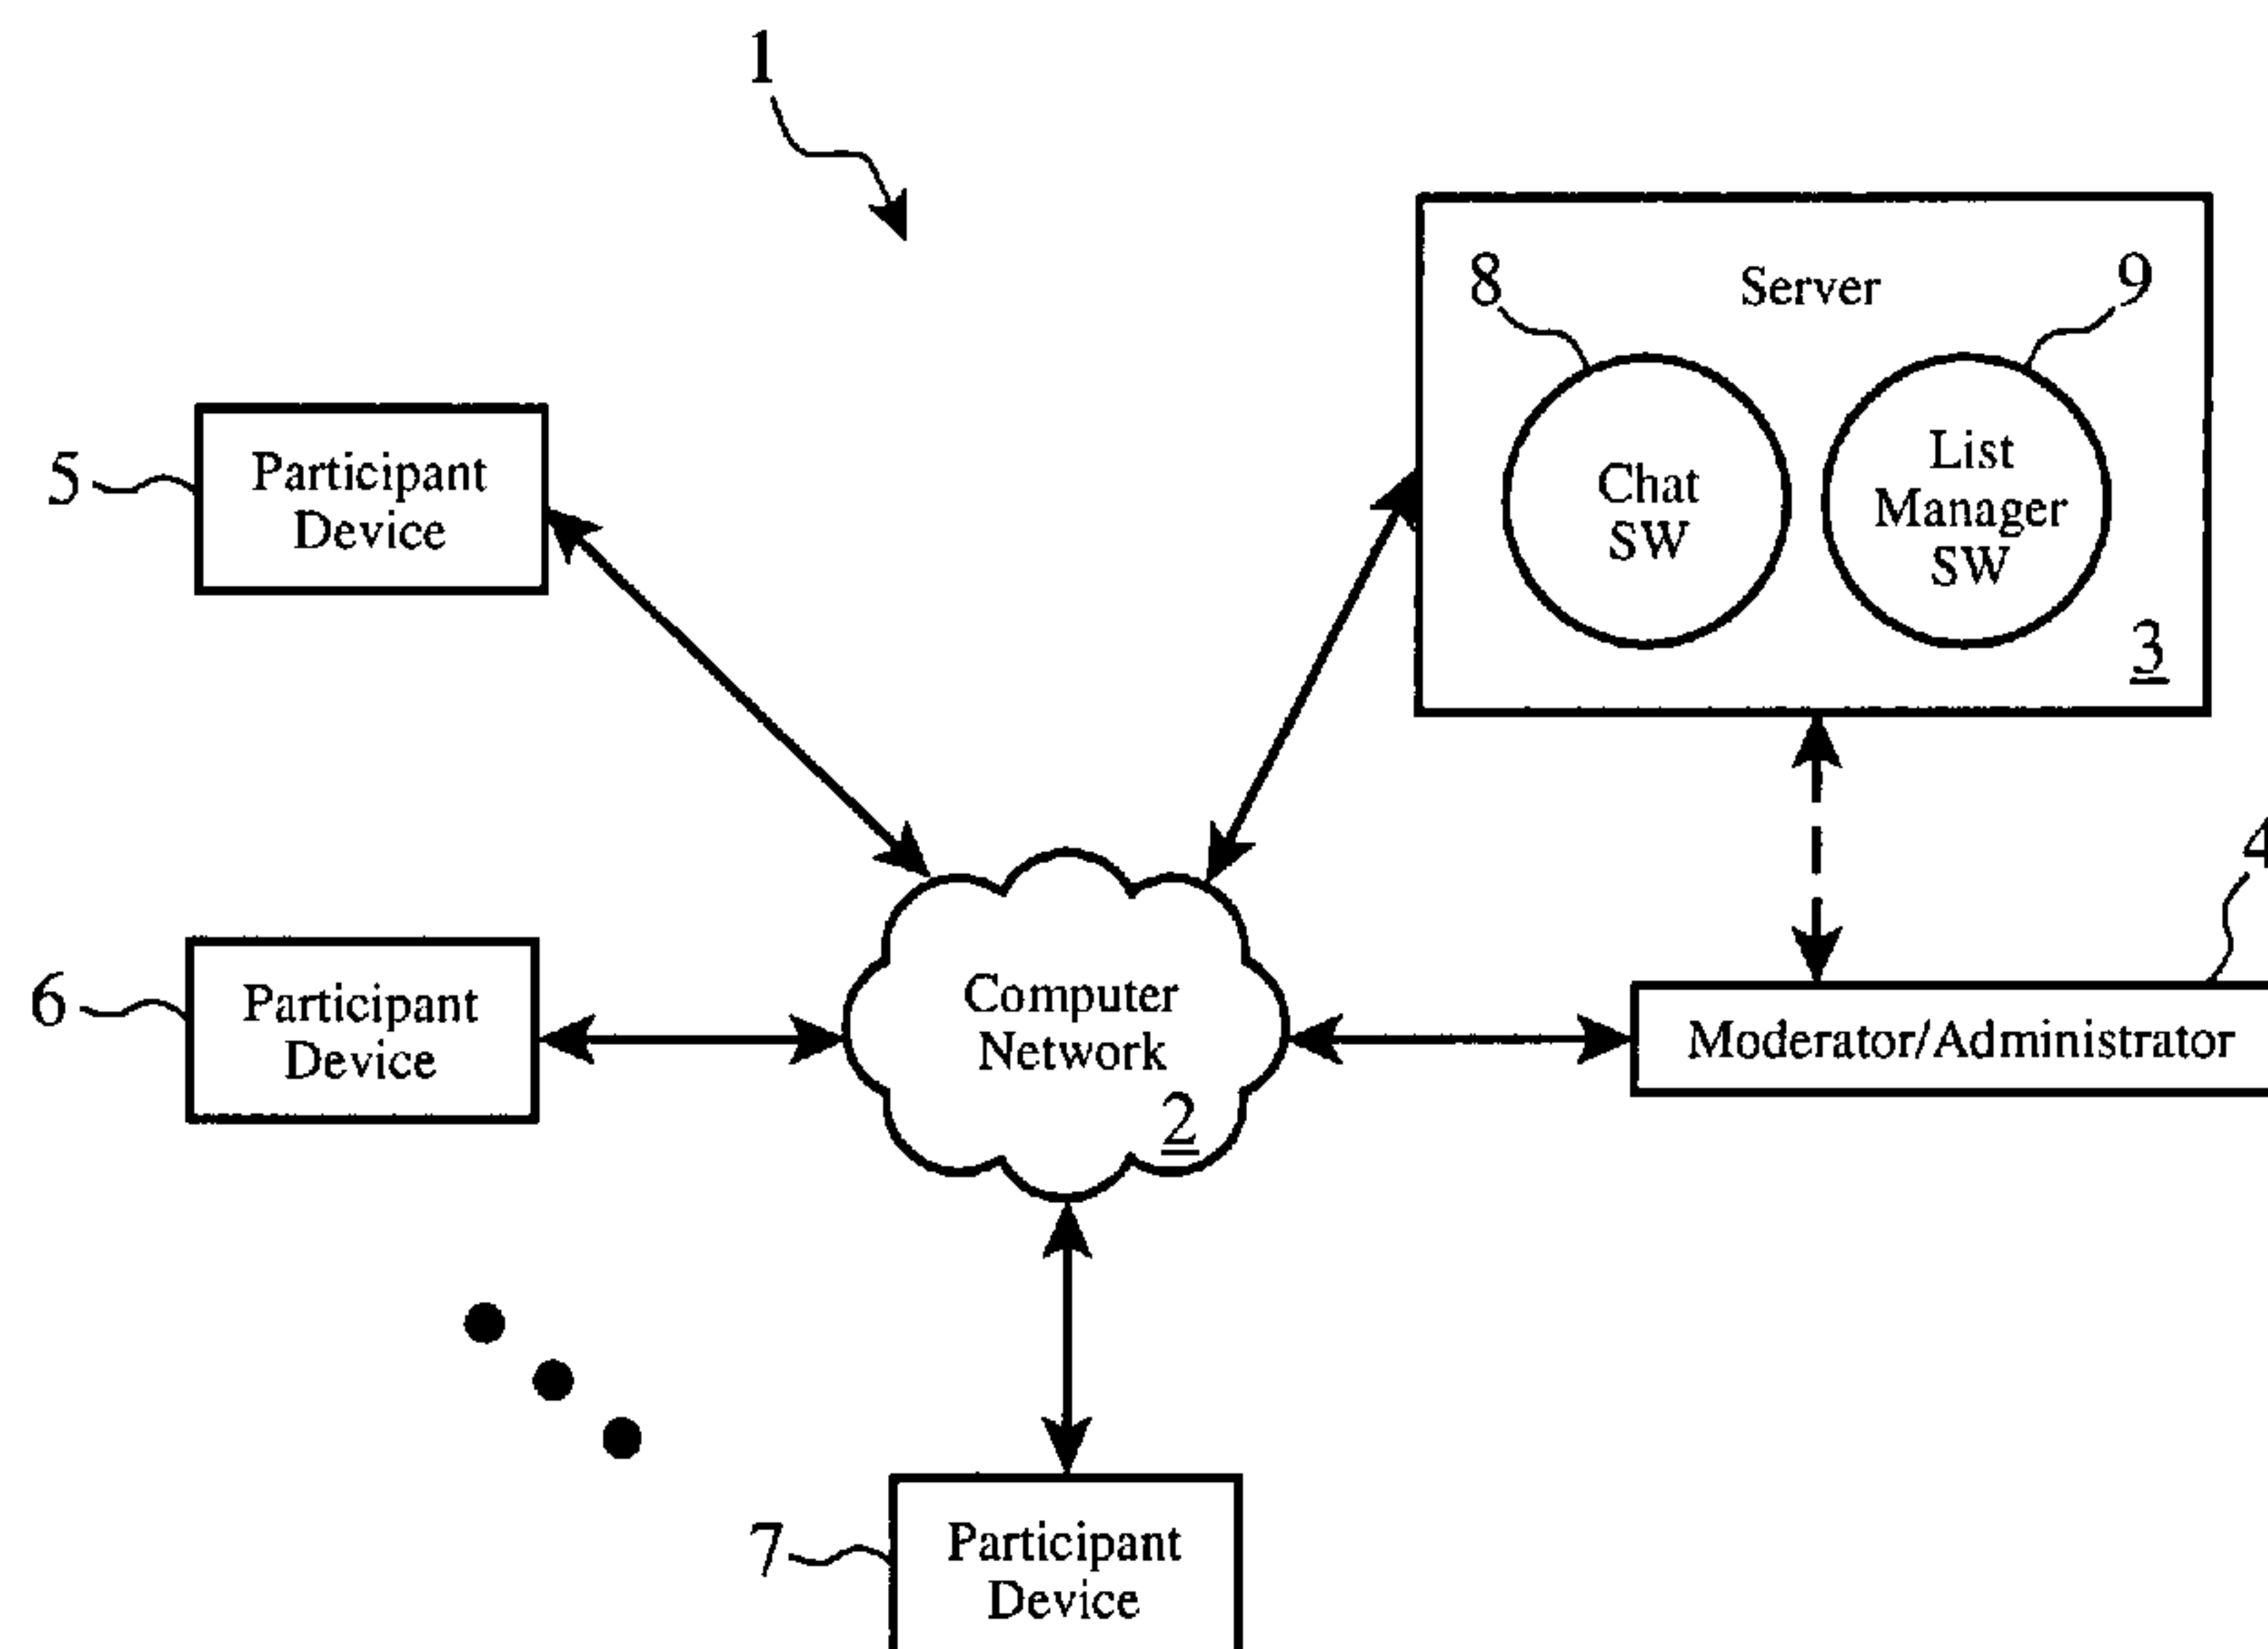 1
8
Server
9
Chat
SW
List
Manager
SW
3
5
Participant
Device
4
6
Participant
Device
Computer
Network
2
Moderator/Administrator
7
Participant
Device